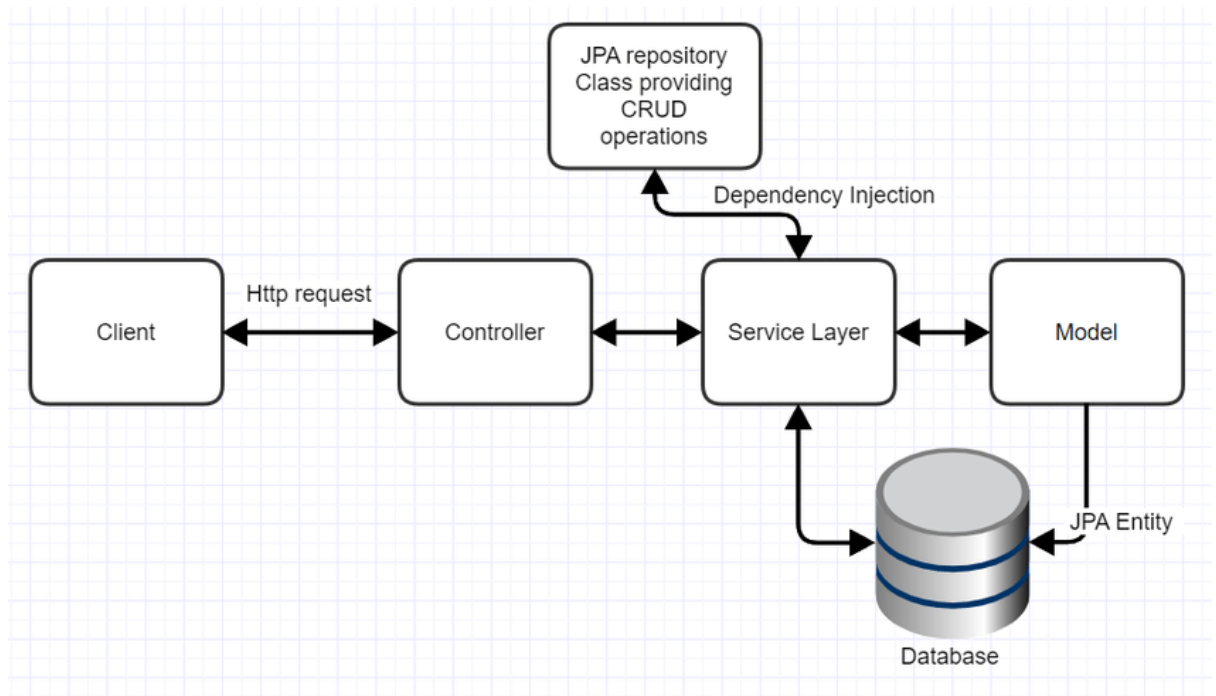 JPA repository
Class providing
CRUD
operations
Dependency Injection
Http request
Client
Controller
Service Layer
Model
JPA Entity
Database